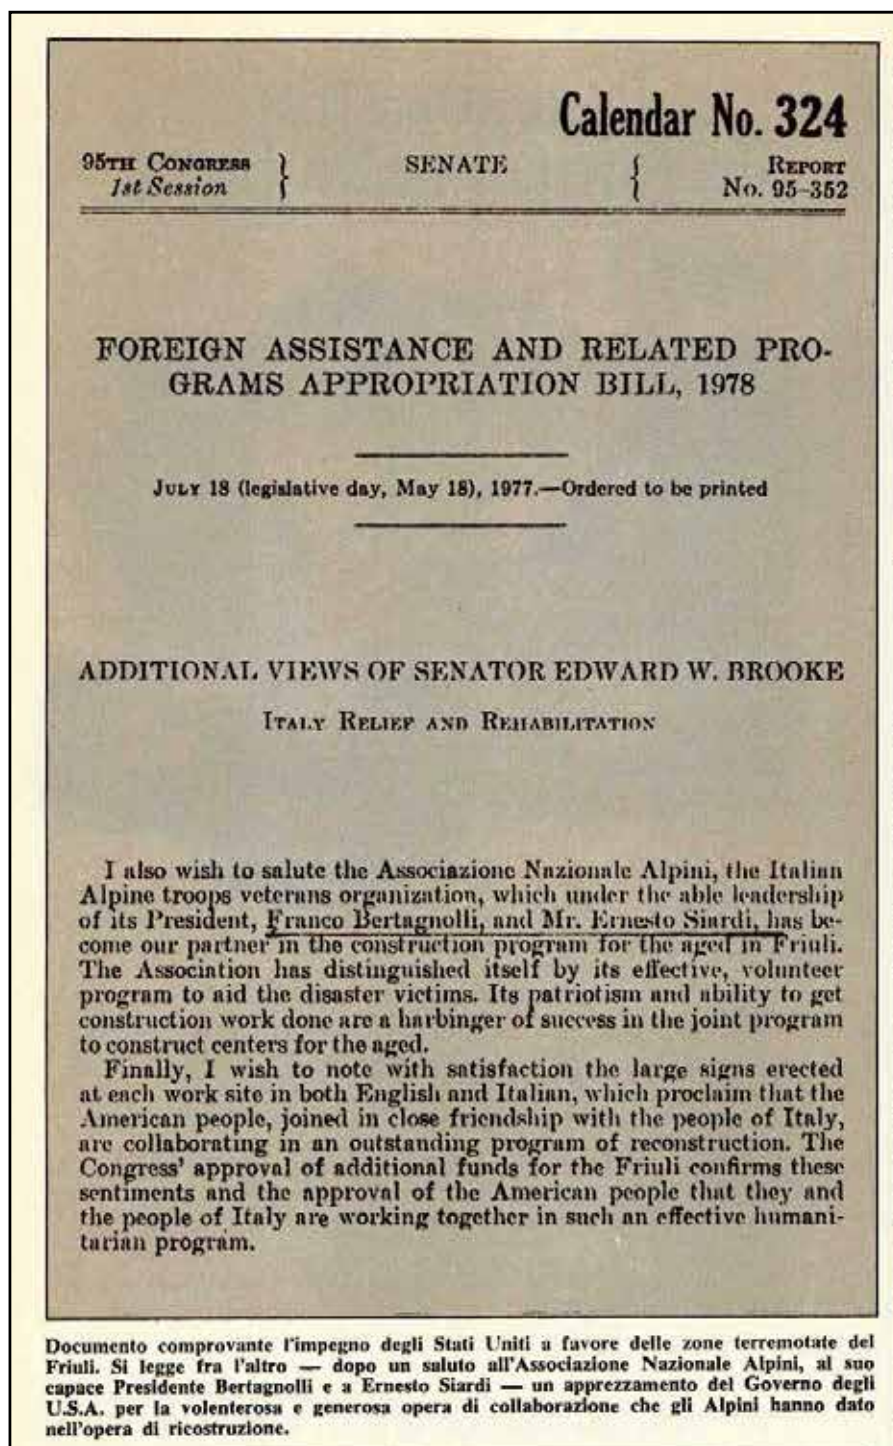 Calendar No. 324
95TH CONGRESS
1st Session
SENATE
REPORT
No. 95-352
FOREIGN ASSISTANCE AND RELATED PRO-
GRAMS APPROPRIATION BILL, 1978
JULY 18 (legislative day, May 18), 1977.—Ordered to be printed
ADDITIONAL VIEWS OF SENATOR EDWARD W. BROOKE
ITALY RELIEF AND REHABILITATION
I also wish to salute the Associazione Nazionale Alpini, the Italian
Alpine troops veterans organization, which under the able leadership
of its President, Franco Bertagnolli, and Mr. Ernesto Siardi, has be-
come our partner in the construction program for the aged in Friuli.
The Association has distinguished itself by its effective, volunteer
program to aid the disaster victims. Its patriotism and ability to get
construction work done are a harbinger of success in the joint program
to construct centers for the aged.
Finally, I wish to note with satisfaction the large signs erected
at each work site in both English and Italian, which proclaim that the
American people, joined in close friendship with the people of Italy,
are collaborating in an outstanding program of reconstruction. The
Congress' approval of additional funds for the Friuli confirms these
sentiments and the approval of the American people that they and
the people of Italy are working together in such an effective humani-
tarian program.
Documento comprovante l'impegno degli Stati Uniti a favore delle zone terremotate del
Friuli. Si legge fra l'altro — dopo un saluto all'Associazione Nazionale Alpini, al suo
capace Presidente Bertagnolli e a Ernesto Siardi — un apprezzamento del Governo degli
U.S.A. per la volenterosa e generosa opera di collaborazione che gli Alpini hanno dato
nell'opera di ricostruzione.